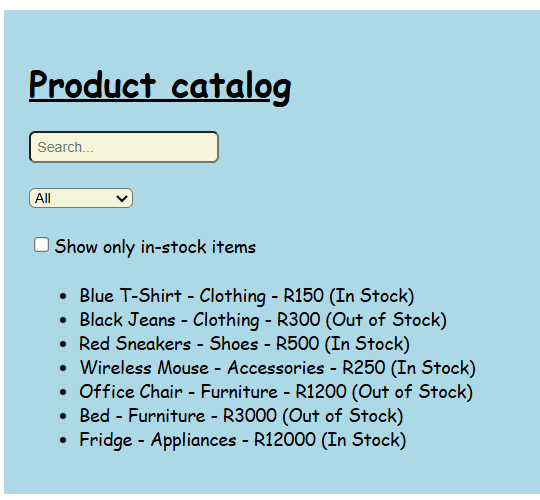 Product catalog
Search...
All
Show only in-stock items
Blue T-Shirt - Clothing - R150 (In Stock)
Black Jeans - Clothing - R300 (Out of Stock)
Red Sneakers - Shoes - R500 (In Stock)
Wireless Mouse - Accessories - R250 (In Stock)
Office Chair - Furniture - R1200 (Out of Stock)
Bed - Furniture - R3000 (Out of Stock)
Fridge - Appliances - R12000 (In Stock)